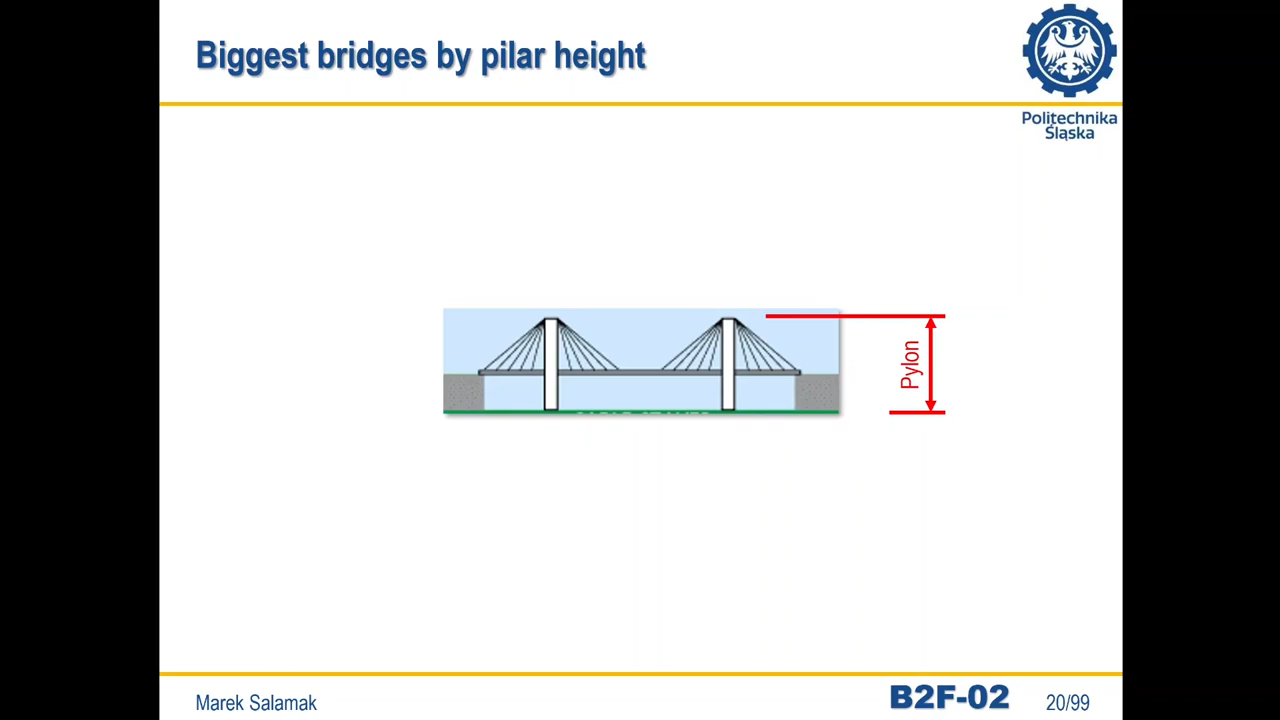 Biggest bridges by pilar height
Politechnika
Śląska
Pylon
Marek Salamak
B2F-02
20/99